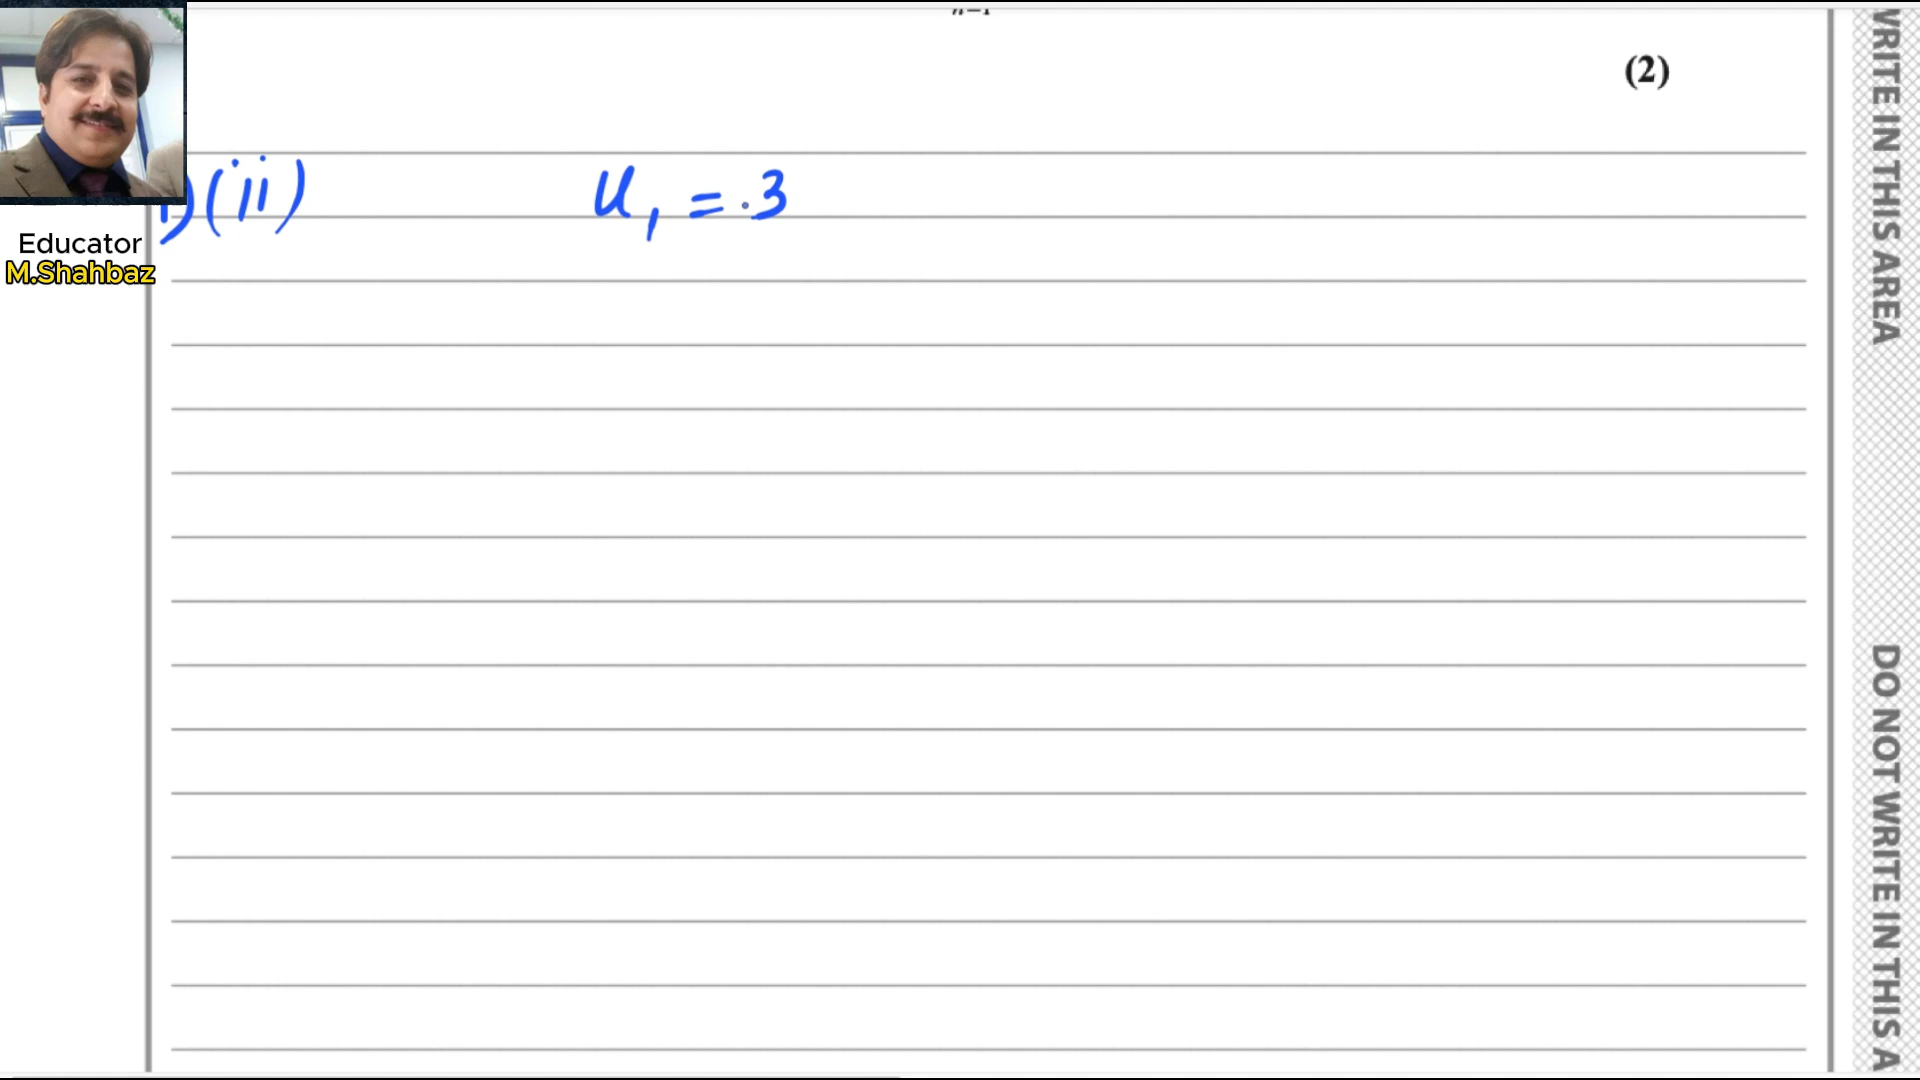 (2)
)(ii) u₁ = 3
Educator
M.Shahbaz
WRITE IN THIS AREA
DO NOT WRITE IN THIS A